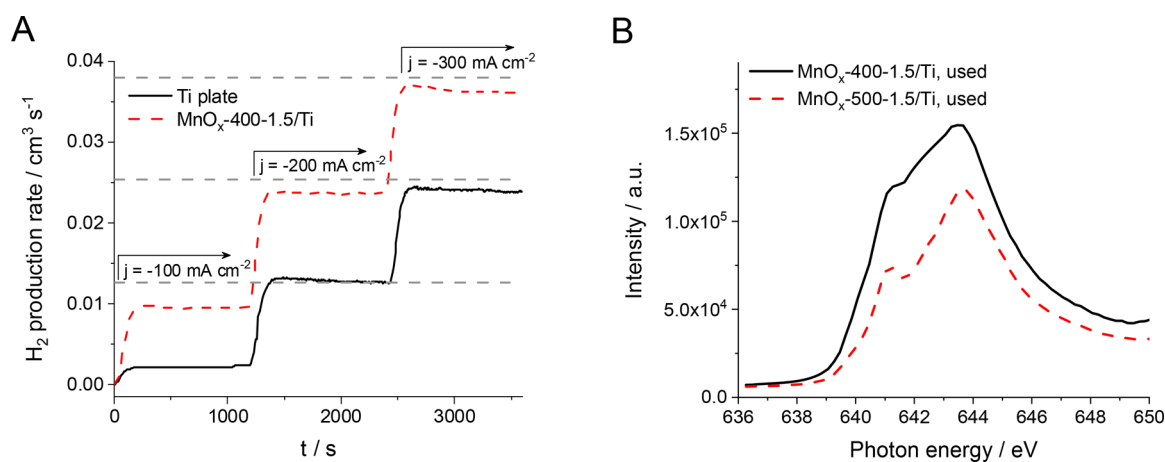 A
H₂ production rate / cm³ s⁻¹
0.04
0.03
0.02
0.01
0.00
j = -300 mA cm⁻²
Ti plate
MnOₓ-400-1.5/Ti
j = -200 mA cm⁻²
j = -100 mA cm⁻²
0
1000
2000
3000
t / s
B
Intensity / a.u.
1.5x10⁵
1.0x10⁵
5.0x10⁴
0.0
MnOₓ-400-1.5/Ti, used
MnOₓ-500-1.5/Ti, used
636
638
640
642
644
646
648
650
Photon energy / eV